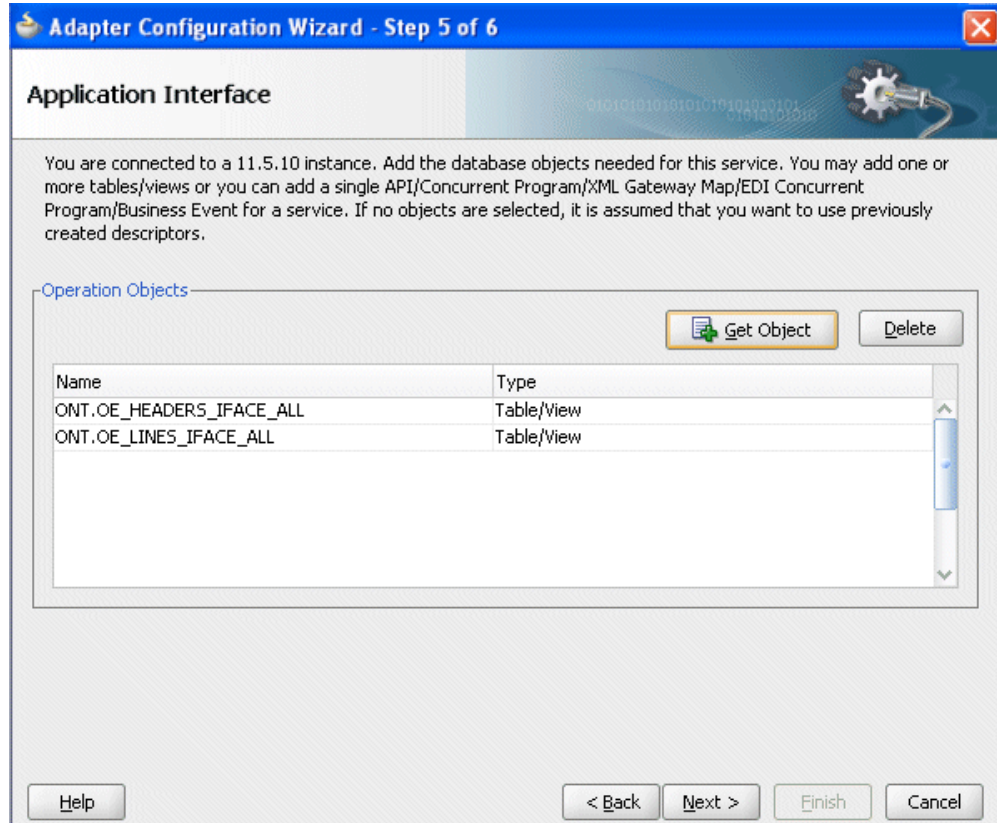 Adapter Configuration Wizard - Step 5 of 6
Application Interface
You are connected to a 11.5.10 instance. Add the database objects needed for this service. You may add one or
more tables/views or you can add a single API/Concurrent Program/XML Gateway Map/EDI Concurrent
Program/Business Event for a service. If no objects are selected, it is assumed that you want to use previously
created descriptors.
Operation Objects
Get Object Delete
Name Type
ONT.OE_HEADERS_IFACE_ALL Table/View
ONT.OE_LINES_IFACE_ALL Table/View
Help < Back Next > Finish Cancel